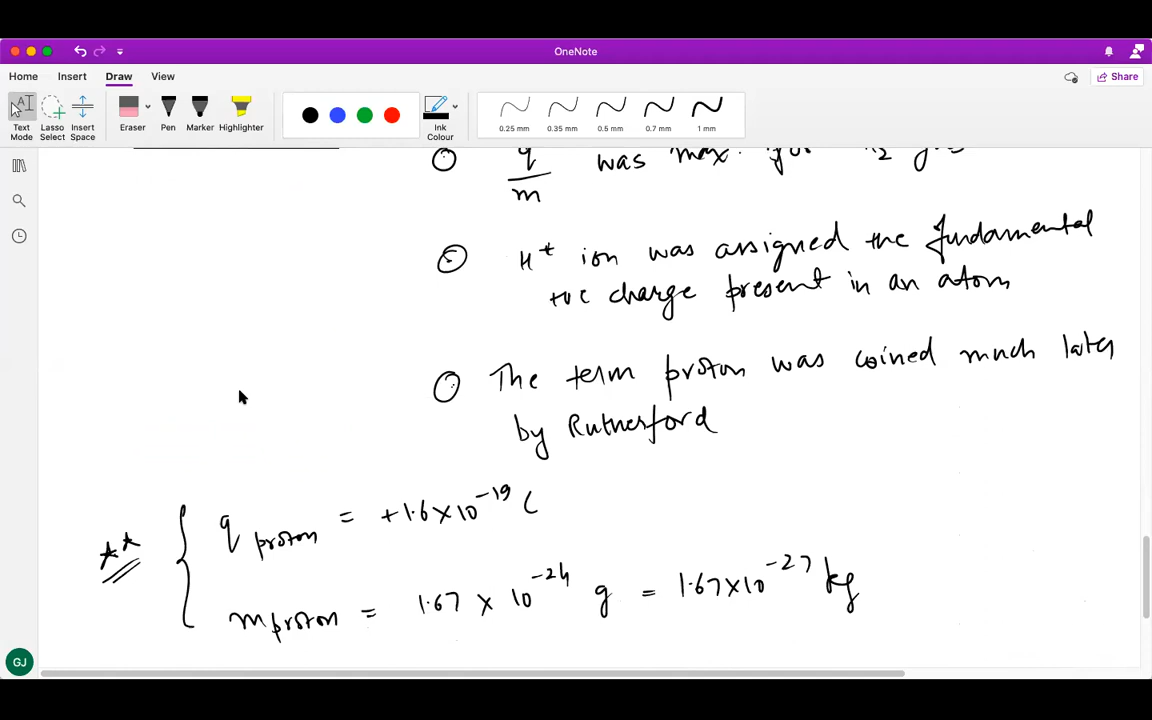 OneNote
Home Insert Draw View
Share
Text Mode
Lasso Select
Insert Space
Eraser
Pen
Marker
Highlighter
Ink Colour
0.25 mm
0.35 mm
0.5 mm
0.7 mm
1 mm
q/m was max. for H2 gas
H+ ion was assigned the fundamental
+ve charge present in an atom
The term proton was coined much later
by Rutherford
** { q proton = +1.6×10^-19 C
m proton = 1.67 × 10^-24 g = 1.67×10^-27 kg
GJ